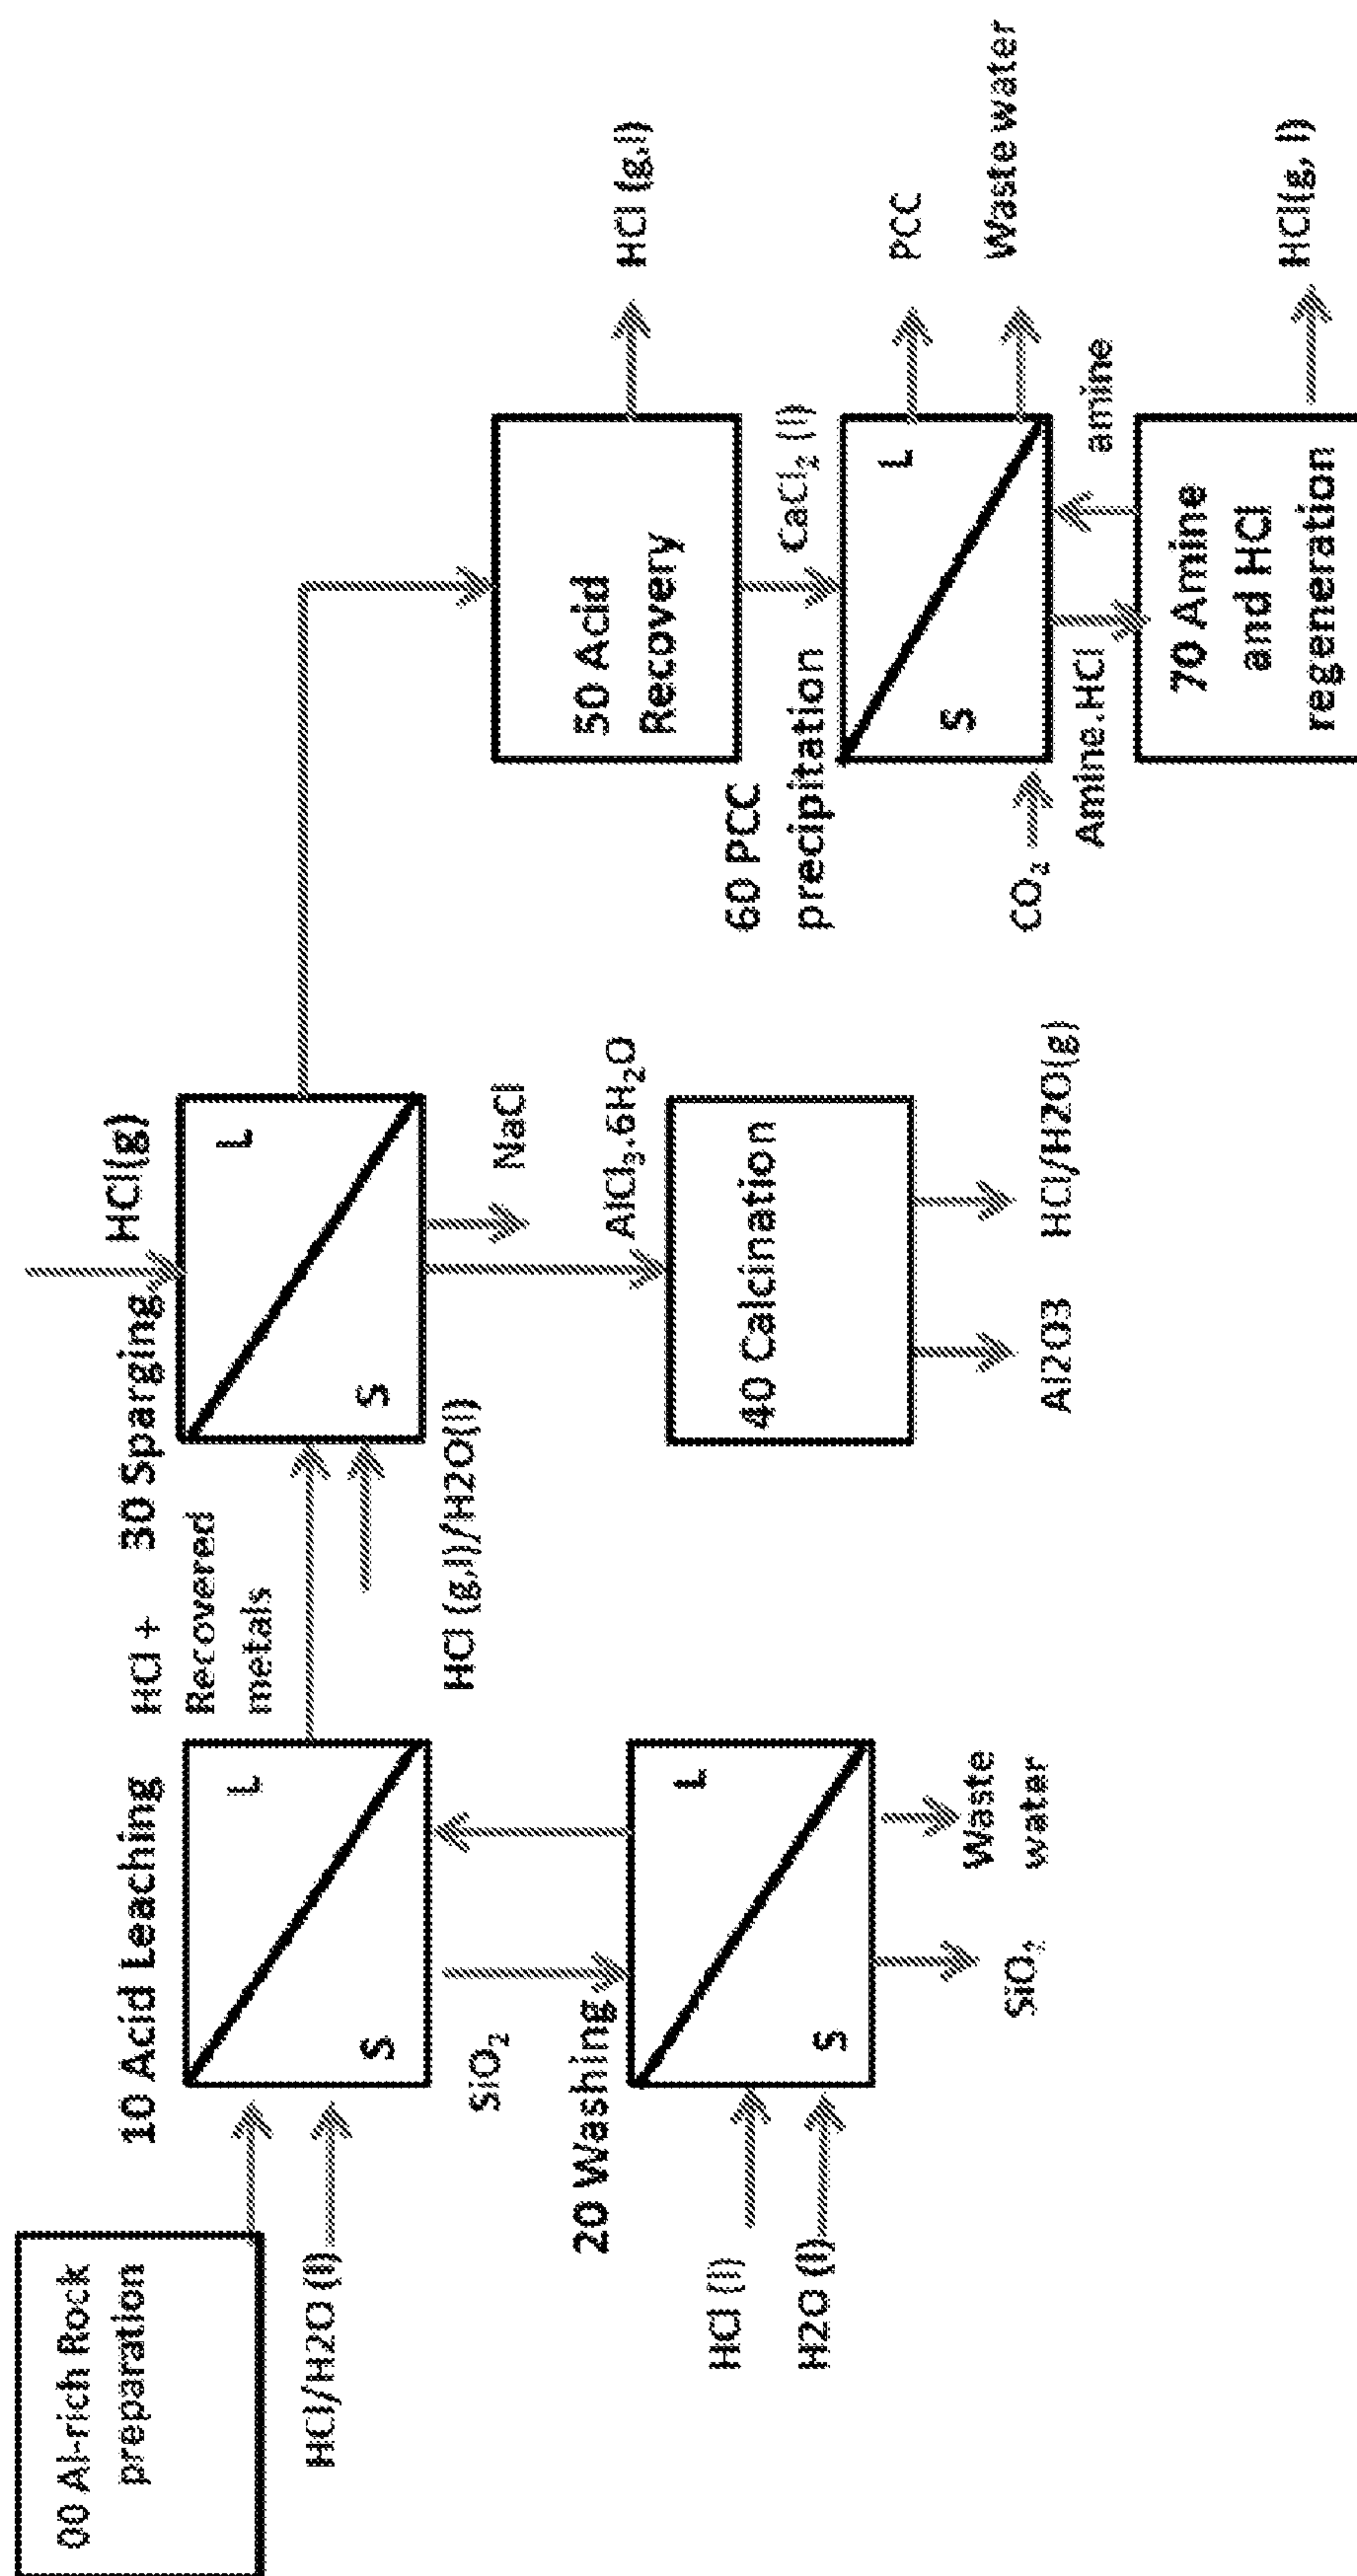 00 Al-rich Rock
preparation
HCl/H2O (l)
10 Acid Leaching
L
S
SiO₂
20 Washing
HCl (l)
H2O (l)
L
S
SiO₂
Waste
water
HCl +
Recovered
metals
30 Sparging
HCl(g)
L
S
HCl (g,l)/H2O(l)
NaCl
AlCl₃.6H₂O
40 Calcination
Al2O3
HCl/H2O(g)
50 Acid
Recovery
HCl (g,l)
CaCl₂ (l)
60 PCC
precipitation
L
S
PCC
Waste water
CO₂
Amine.HCl
amine
70 Amine
and HCl
regeneration
HCl(g, l)